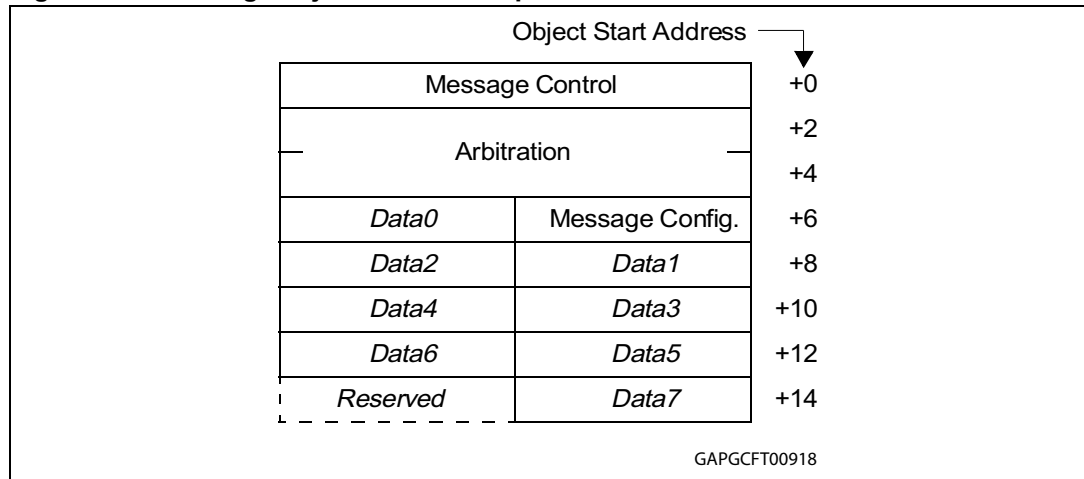 Object Start Address
Message Control +0
+2
Arbitration
+4
Data0 Message Config. +6
Data2 Data1 +8
Data4 Data3 +10
Data6 Data5 +12
Reserved Data7 +14
GAPGCFT00918